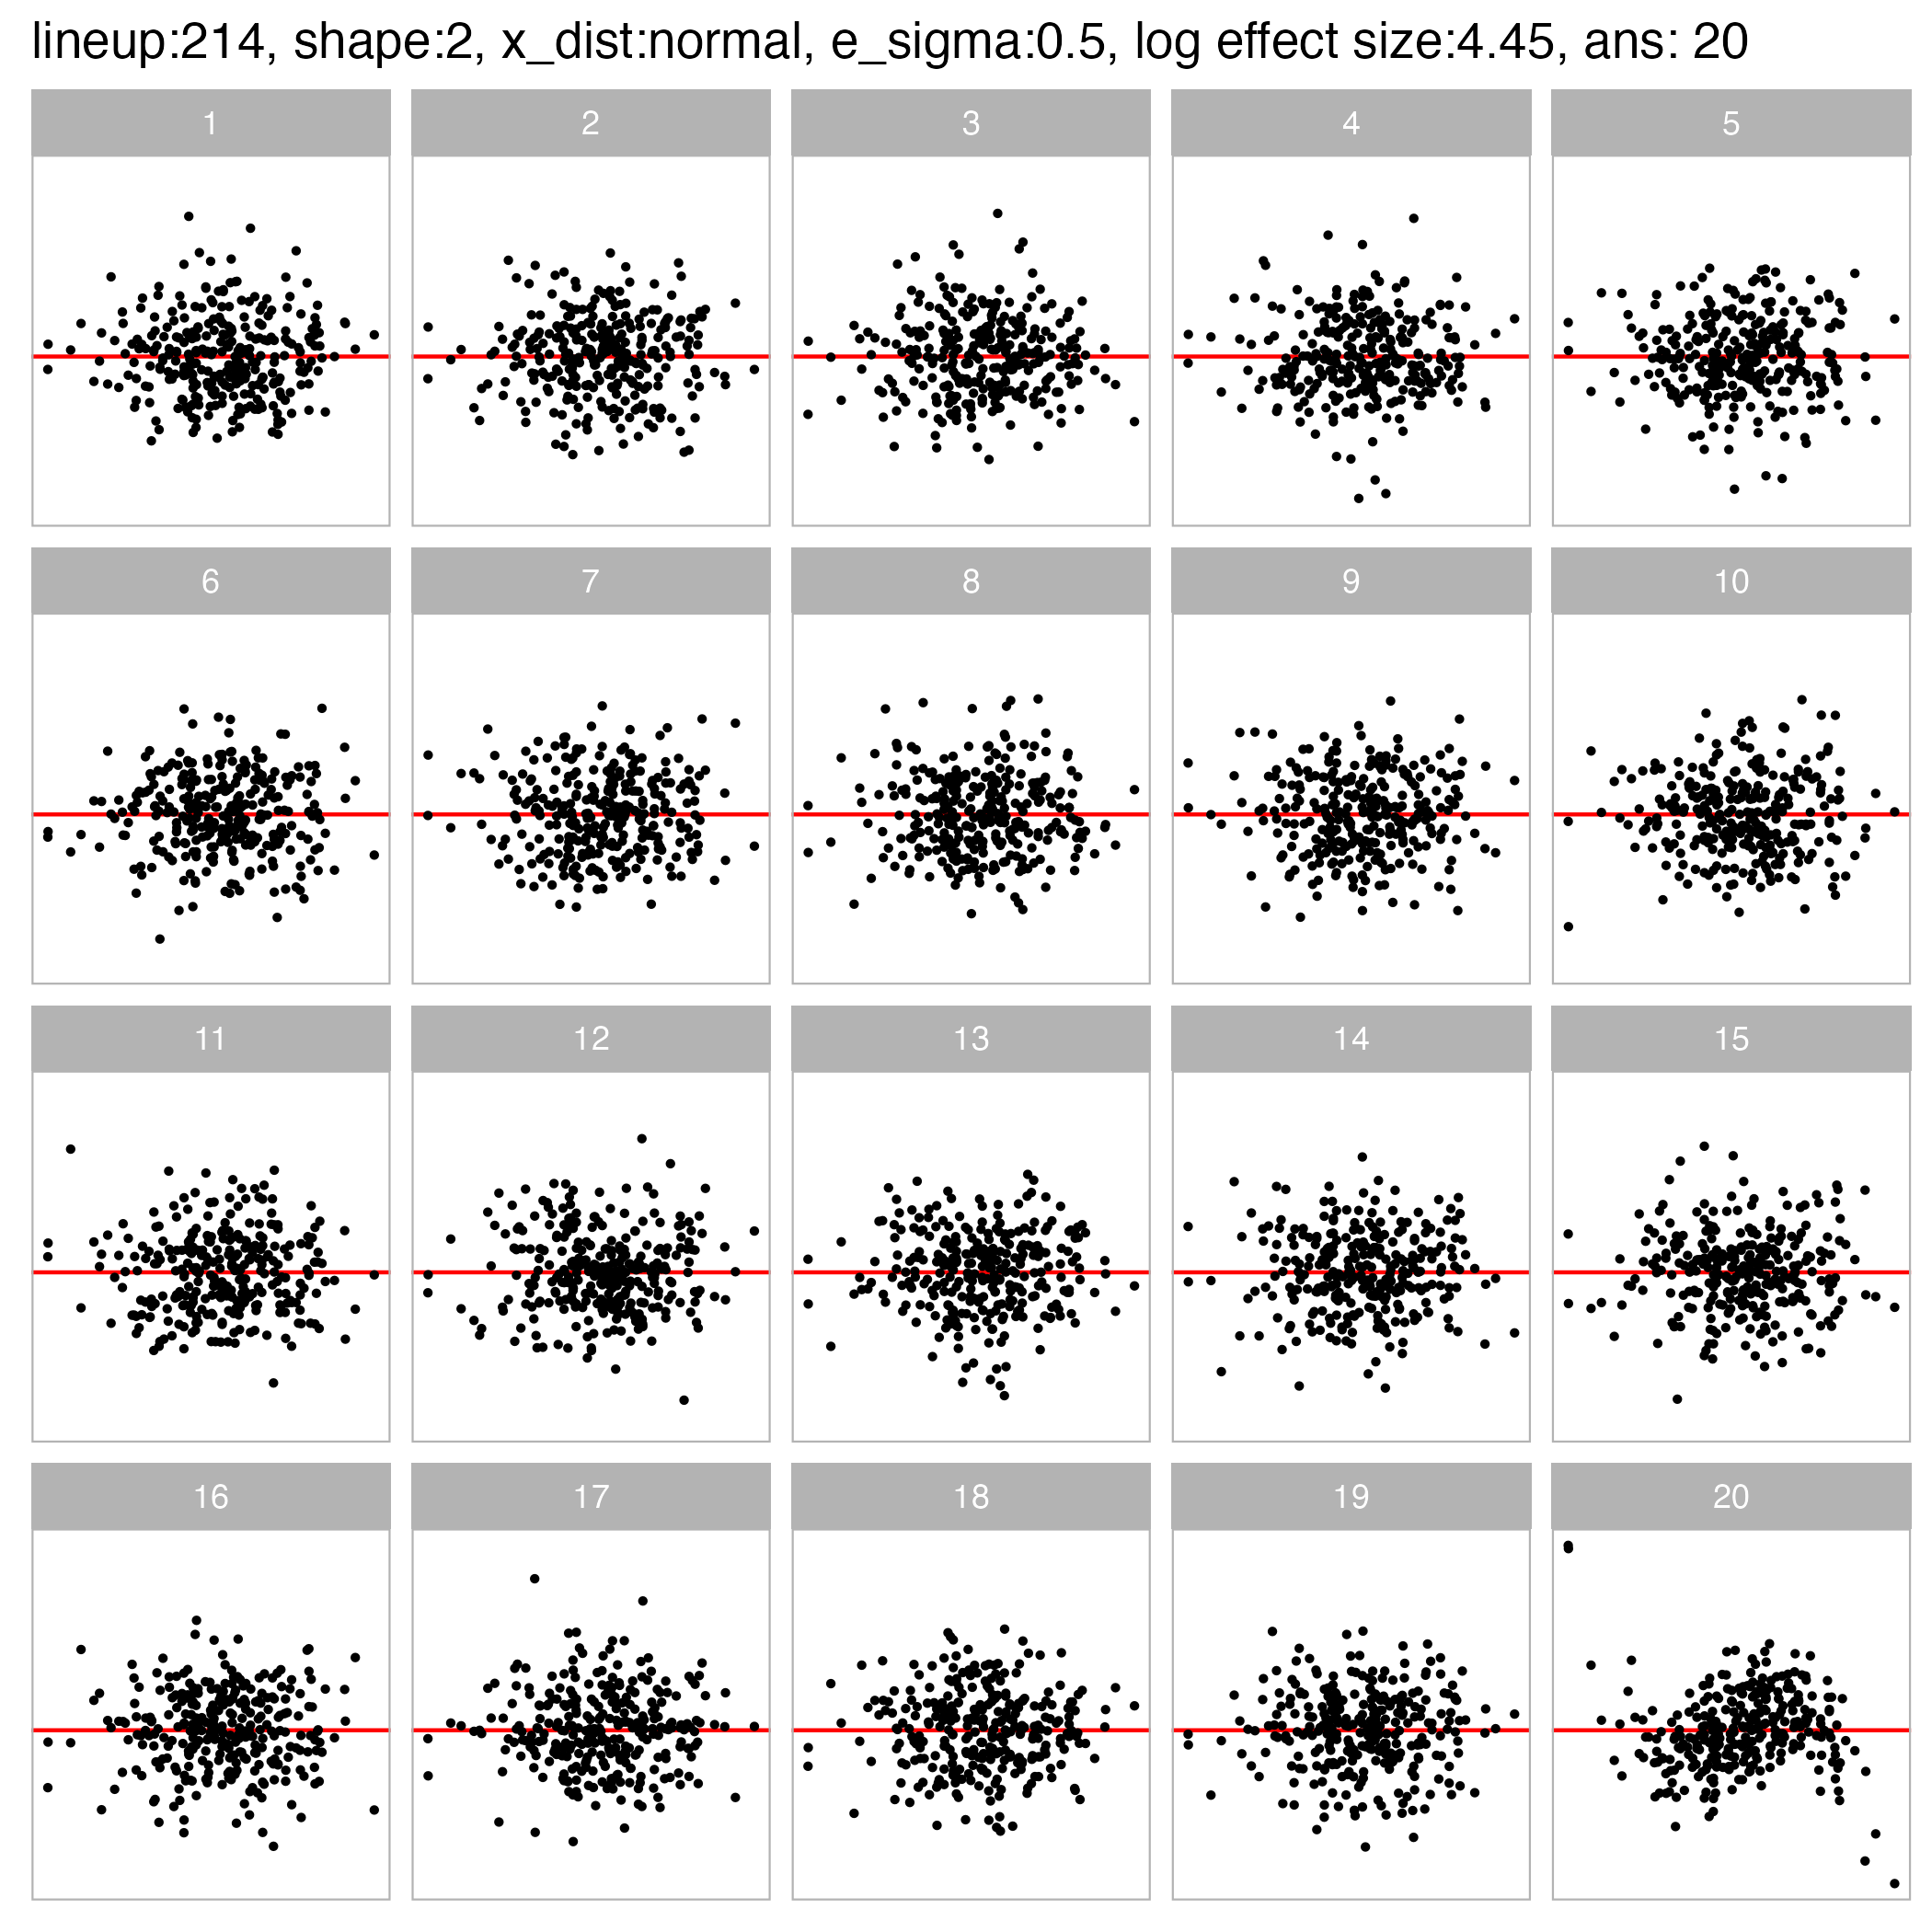 lineup:214, shape:2, x_dist:normal, e_sigma:0.5, log effect size:4.45, ans: 20
1 2 3 4 5
6 7 8 9 10
11 12 13 14 15
16 17 18 19 20